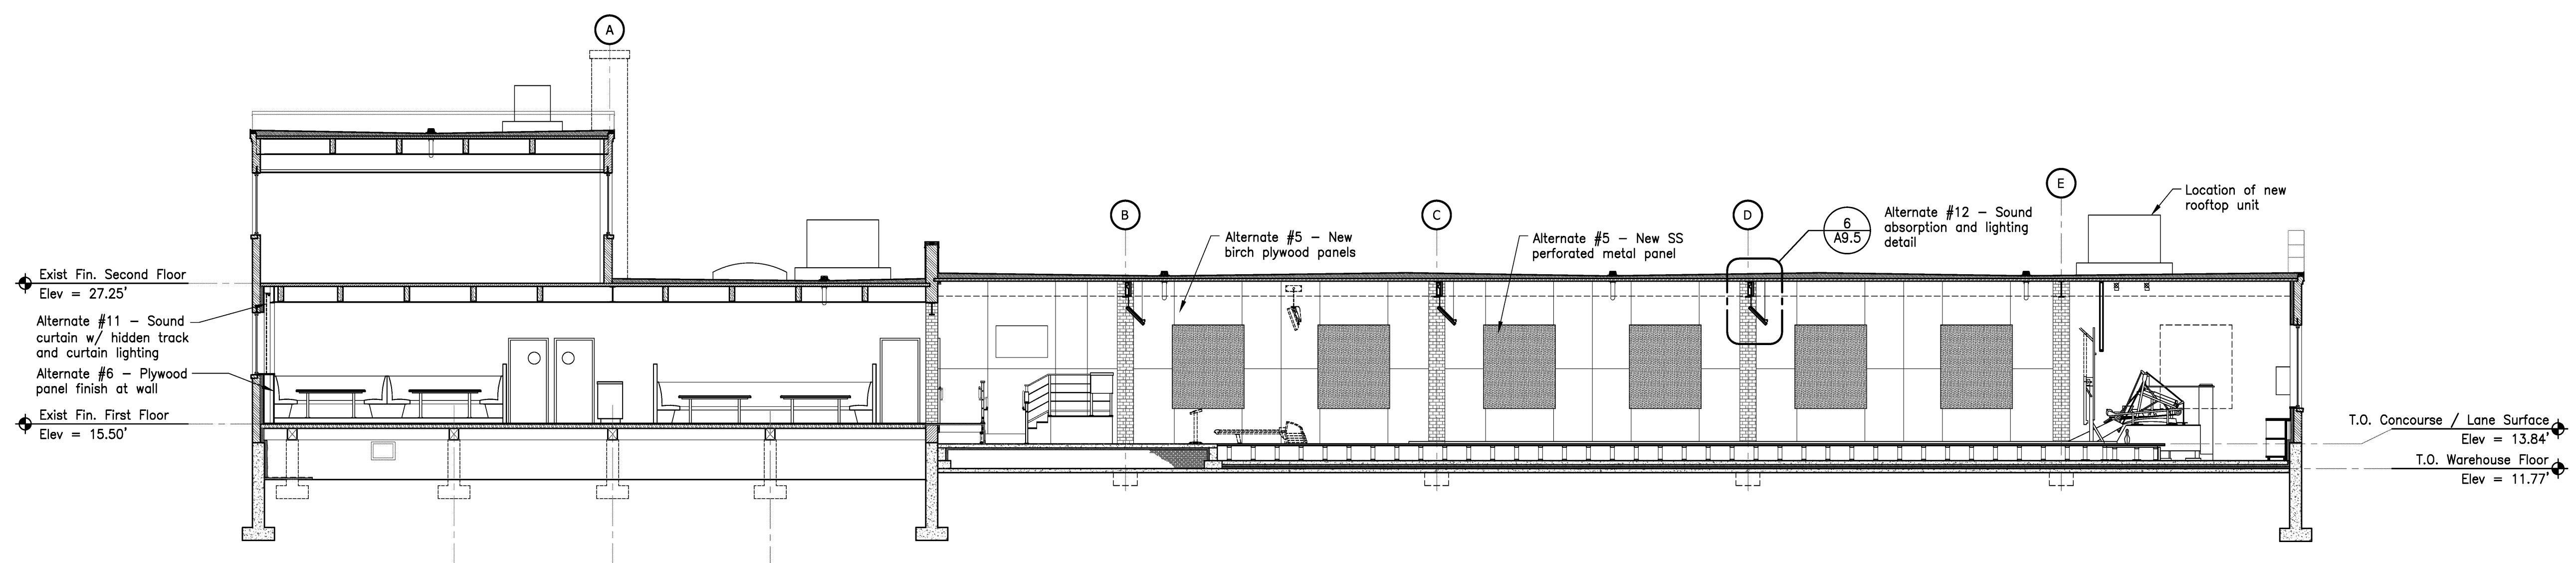 A
B
C
D
E
6
A9.5
Alternate #12 – Sound
absorption and lighting
detail
Location of new
rooftop unit
Alternate #5 – New
birch plywood panels
Alternate #5 – New SS
perforated metal panel
Exist Fin. Second Floor
Elev = 27.25'
Alternate #11 – Sound
curtain w/ hidden track
and curtain lighting
Alternate #6 – Plywood
panel finish at wall
Exist Fin. First Floor
Elev = 15.50'
T.O. Concourse / Lane Surface
Elev = 13.84'
T.O. Warehouse Floor
Elev = 11.77'